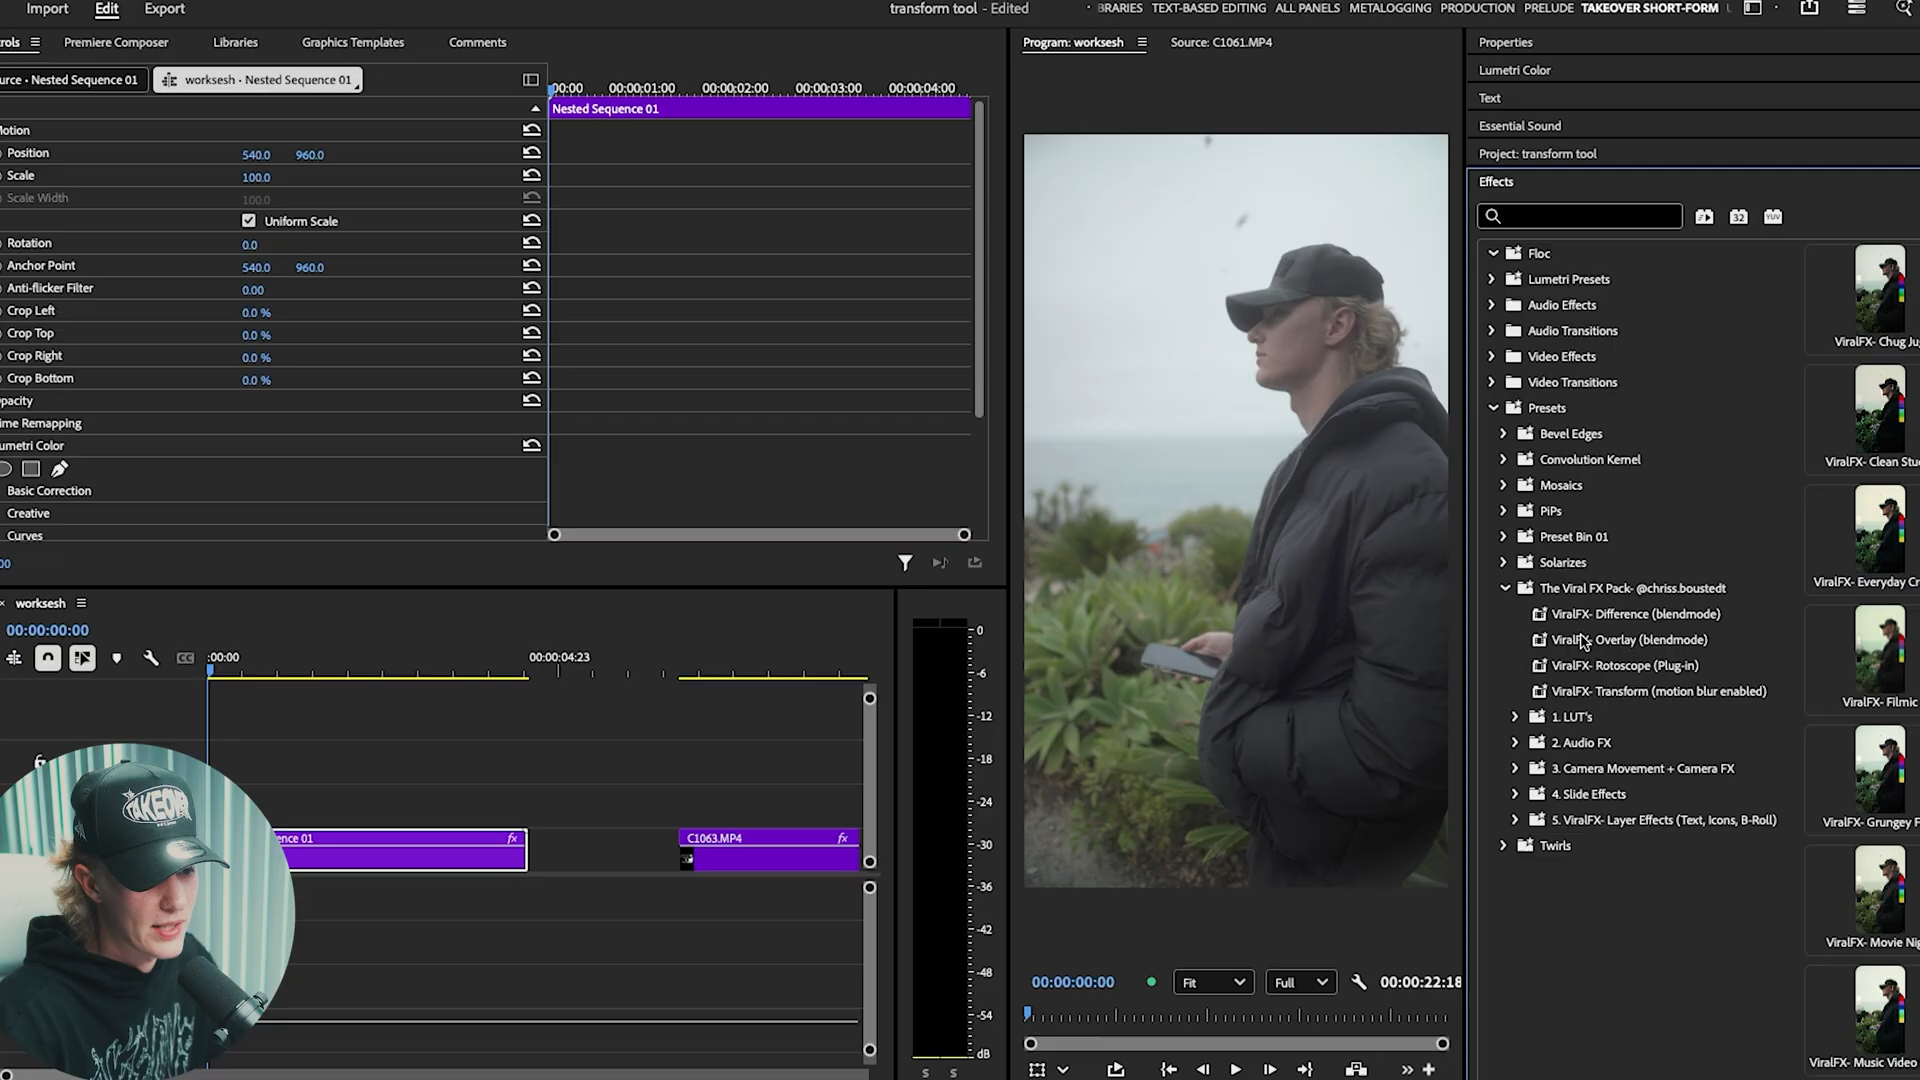 Import Edit Export
transform tool - Edited
BRARIES TEXT-BASED EDITING ALL PANELS METALOGGING PRODUCTION PRELUDE TAKEOVER SHORT-FORM
rols Premiere Composer Libraries Graphics Templates Comments
urce • Nested Sequence 01 worksesh • Nested Sequence 01
00:00 00:00:01:00 00:00:02:00 00:00:03:00 00:00:04:00
Nested Sequence 01
Motion
Position 540.0 960.0
Scale 100.0
Scale Width 100.0
Uniform Scale
Rotation 0.0
Anchor Point 540.0 960.0
Anti-flicker Filter 0.00
Crop Left 0.0 %
Crop Top 0.0 %
Crop Right 0.0 %
Crop Bottom 0.0 %
pacity
ime Remapping
umetri Color
Basic Correction
Creative
Curves
00
× worksesh
00:00:00:00
CC
:00:00 00:00:04:23
ence 01 fx
C1063.MP4 fx
TAKEOVER
0
-6
-12
-18
-24
-30
-36
-42
-48
-54
dB
S S
Program: worksesh Source: C1061.MP4
00:00:00:00 Fit Full 00:00:22:18
Properties
Lumetri Color
Text
Essential Sound
Project: transform tool
Effects
32 YUV
Floc
Lumetri Presets
Audio Effects
Audio Transitions
Video Effects
Video Transitions
Presets
Bevel Edges
Convolution Kernel
Mosaics
PiPs
Preset Bin 01
Solarizes
The Viral FX Pack- @chriss.boustedt
ViralFX- Difference (blendmode)
ViralFX- Overlay (blendmode)
ViralFX- Rotoscope (Plug-in)
ViralFX- Transform (motion blur enabled)
1. LUT's
2. Audio FX
3. Camera Movement + Camera FX
4. Slide Effects
5. ViralFX- Layer Effects (Text, Icons, B-Roll)
Twirls
ViralFX- Chug Jug
ViralFX- Clean Stu
ViralFX- Everyday Cr
ViralFX- Filmic
ViralFX- Grungey F
ViralFX- Movie Nig
ViralFX- Music Video